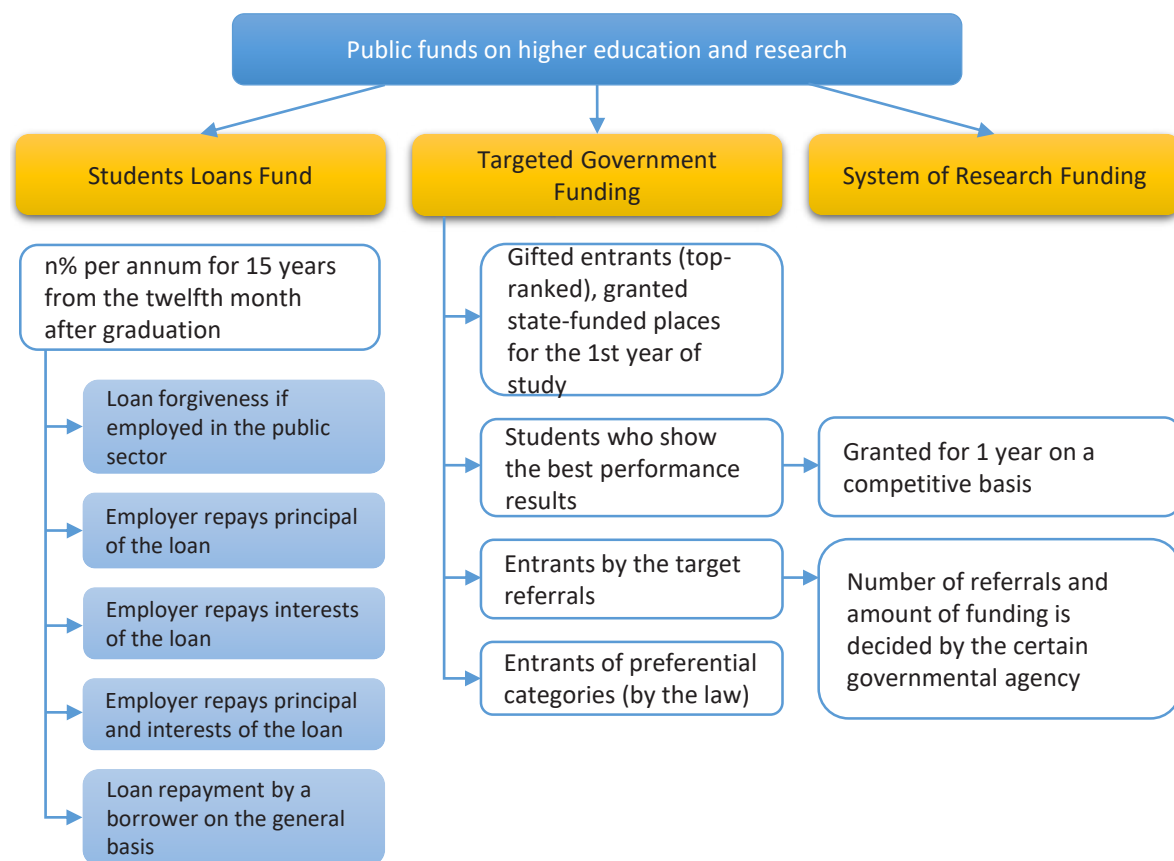 Public funds on higher education and research
Students Loans Fund
Targeted Government
Funding
System of Research Funding
n% per annum for 15 years
from the twelfth month
after graduation
Loan forgiveness if
employed in the public
sector
Employer repays principal
of the loan
Employer repays interests
of the loan
Employer repays principal
and interests of the loan
Loan repayment by a
borrower on the general
basis
Gifted entrants (top-
ranked), granted
state-funded places
for the 1st year of
study
Students who show
the best performance
results
Entrants by the target
referrals
Entrants of preferential
categories (by the law)
Granted for 1 year on a
competitive basis
Number of referrals and
amount of funding is
decided by the certain
governmental agency